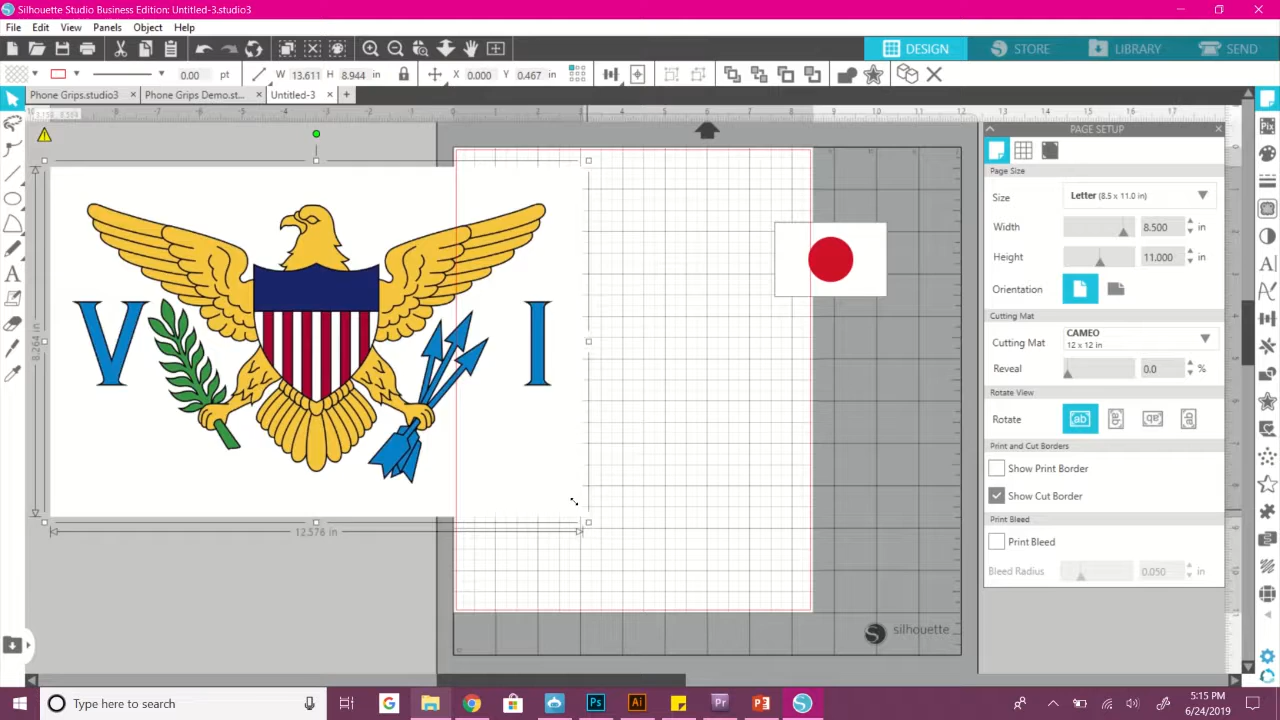 Silhouette Studio Business Edition: Untitled-3.studio3
File Edit View Panels Object Help
DESIGN STORE LIBRARY SEND
0.00 pt W 13.611 H 8.944 in X 0.000 Y 0.467 in
Phone Grips.studio3 × Phone Grips Demo.st... × Untitled-3 × +
PAGE SETUP
Page Size
Size Letter (8.5 x 11.0 in)
Width 8.500 in
Height 11.000 in
Orientation
Cutting Mat
Cutting Mat CAMEO
12 x 12 in
Reveal 0.0 %
Rotate View
Rotate
Print and Cut Borders
Show Print Border
Show Cut Border
Print Bleed
Print Bleed
Bleed Radius 0.050 in
V I
8.264 in
12.576 in
silhouette
Type here to search
5:15 PM
6/24/2019